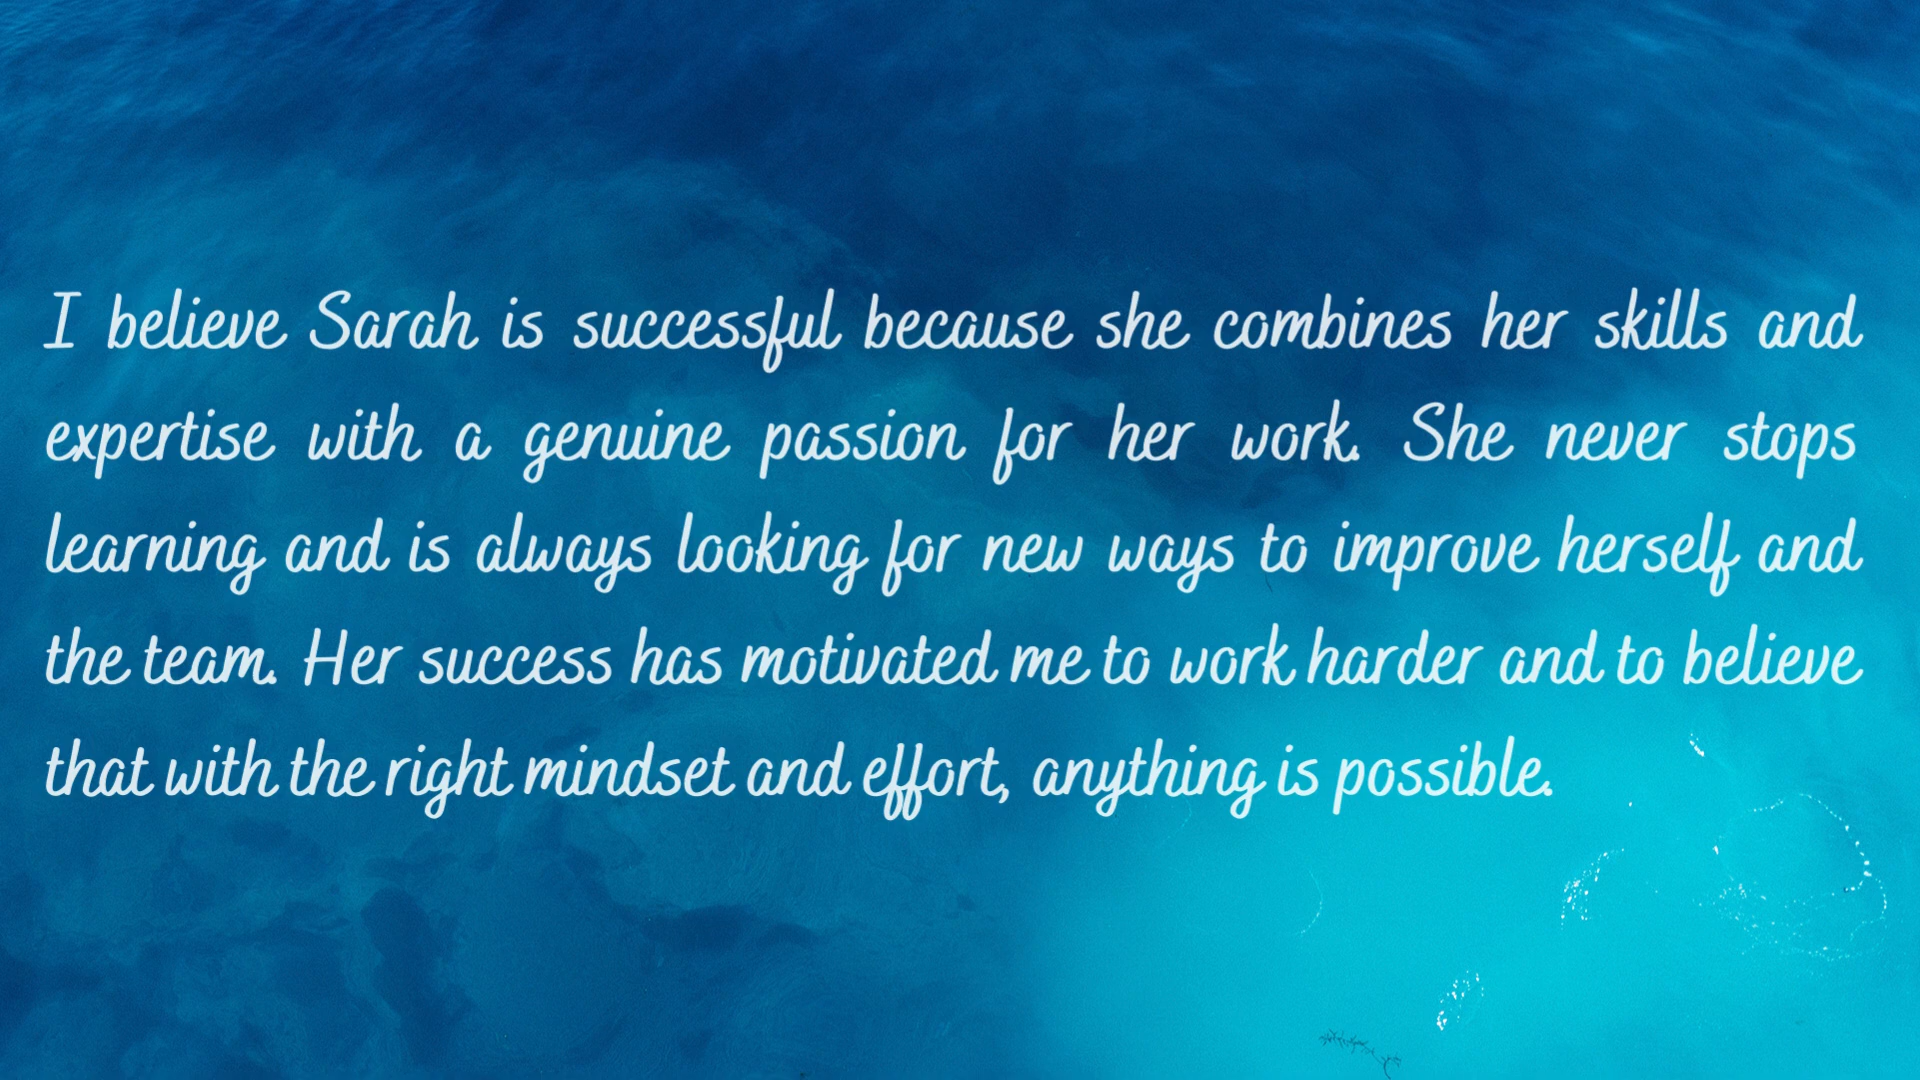 I believe Sarah is successful because she combines her skills and
expertise with a genuine passion for her work. She never stops
learning and is always looking for new ways to improve herself and
the team. Her success has motivated me to work harder and to believe
that with the right mindset and effort, anything is possible.